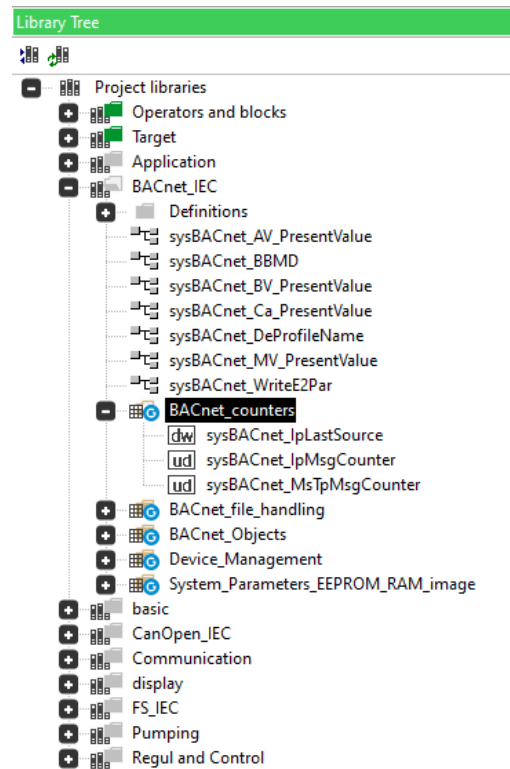 Library Tree
Project libraries
Operators and blocks
Target
Application
BACnet_IEC
Definitions
sysBACnet_AV_PresentValue
sysBACnet_BBMD
sysBACnet_BV_PresentValue
sysBACnet_Ca_PresentValue
sysBACnet_DeProfileName
sysBACnet_MV_PresentValue
sysBACnet_WriteE2Par
BACnet_counters
dw sysBACnet_IpLastSource
ud sysBACnet_IpMsgCounter
ud sysBACnet_MsTpMsgCounter
G BACnet_file_handling
G BACnet_Objects
G Device_Management
G System_Parameters_EEPROM_RAM_image
basic
CanOpen_IEC
Communication
display
FS_IEC
Pumping
Regul and Control